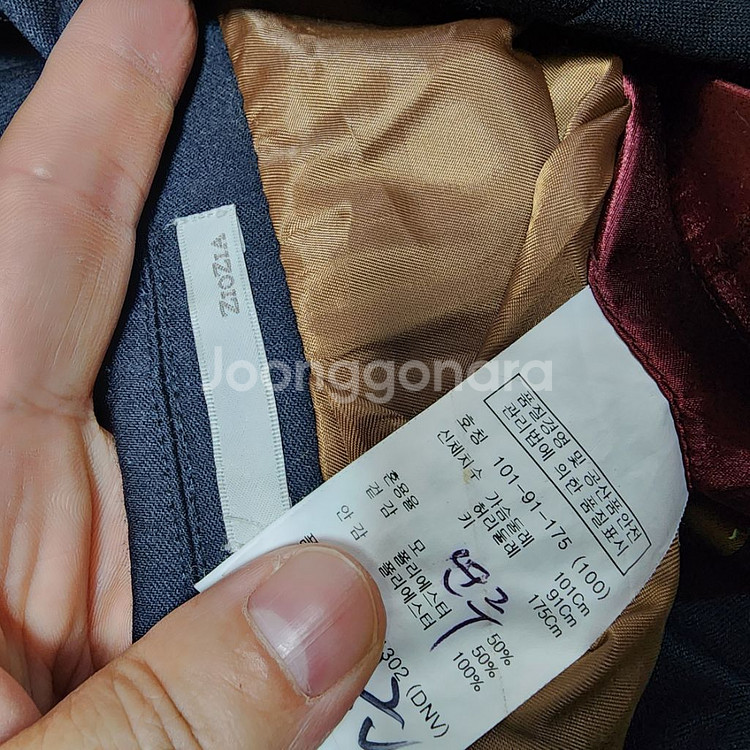 ZIOZIA
Joonggonara
품질경영 및 공산품안전
관리법에 의한 품질표시
호칭 101-91-175 (100)
신체치수 가슴둘레 101Cm
허리둘레 91Cm
키 175Cm
혼용율
겉감 모 50%
폴리에스터 50%
안감 폴리에스터 100%
302 (DNV)